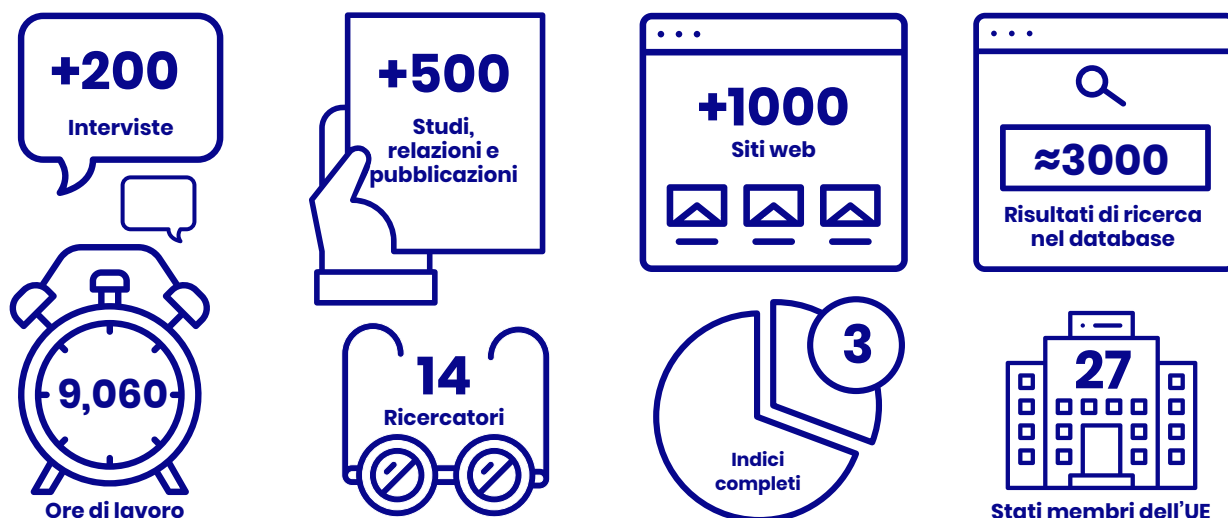 +200
Interviste
+500
Studi,
relazioni e
pubblicazioni
+1000
Siti web
≈3000
Risultati di ricerca
nel database
9,060
Ore di lavoro
14
Ricercatori
3
Indici
completi
27
Stati membri dell'UE